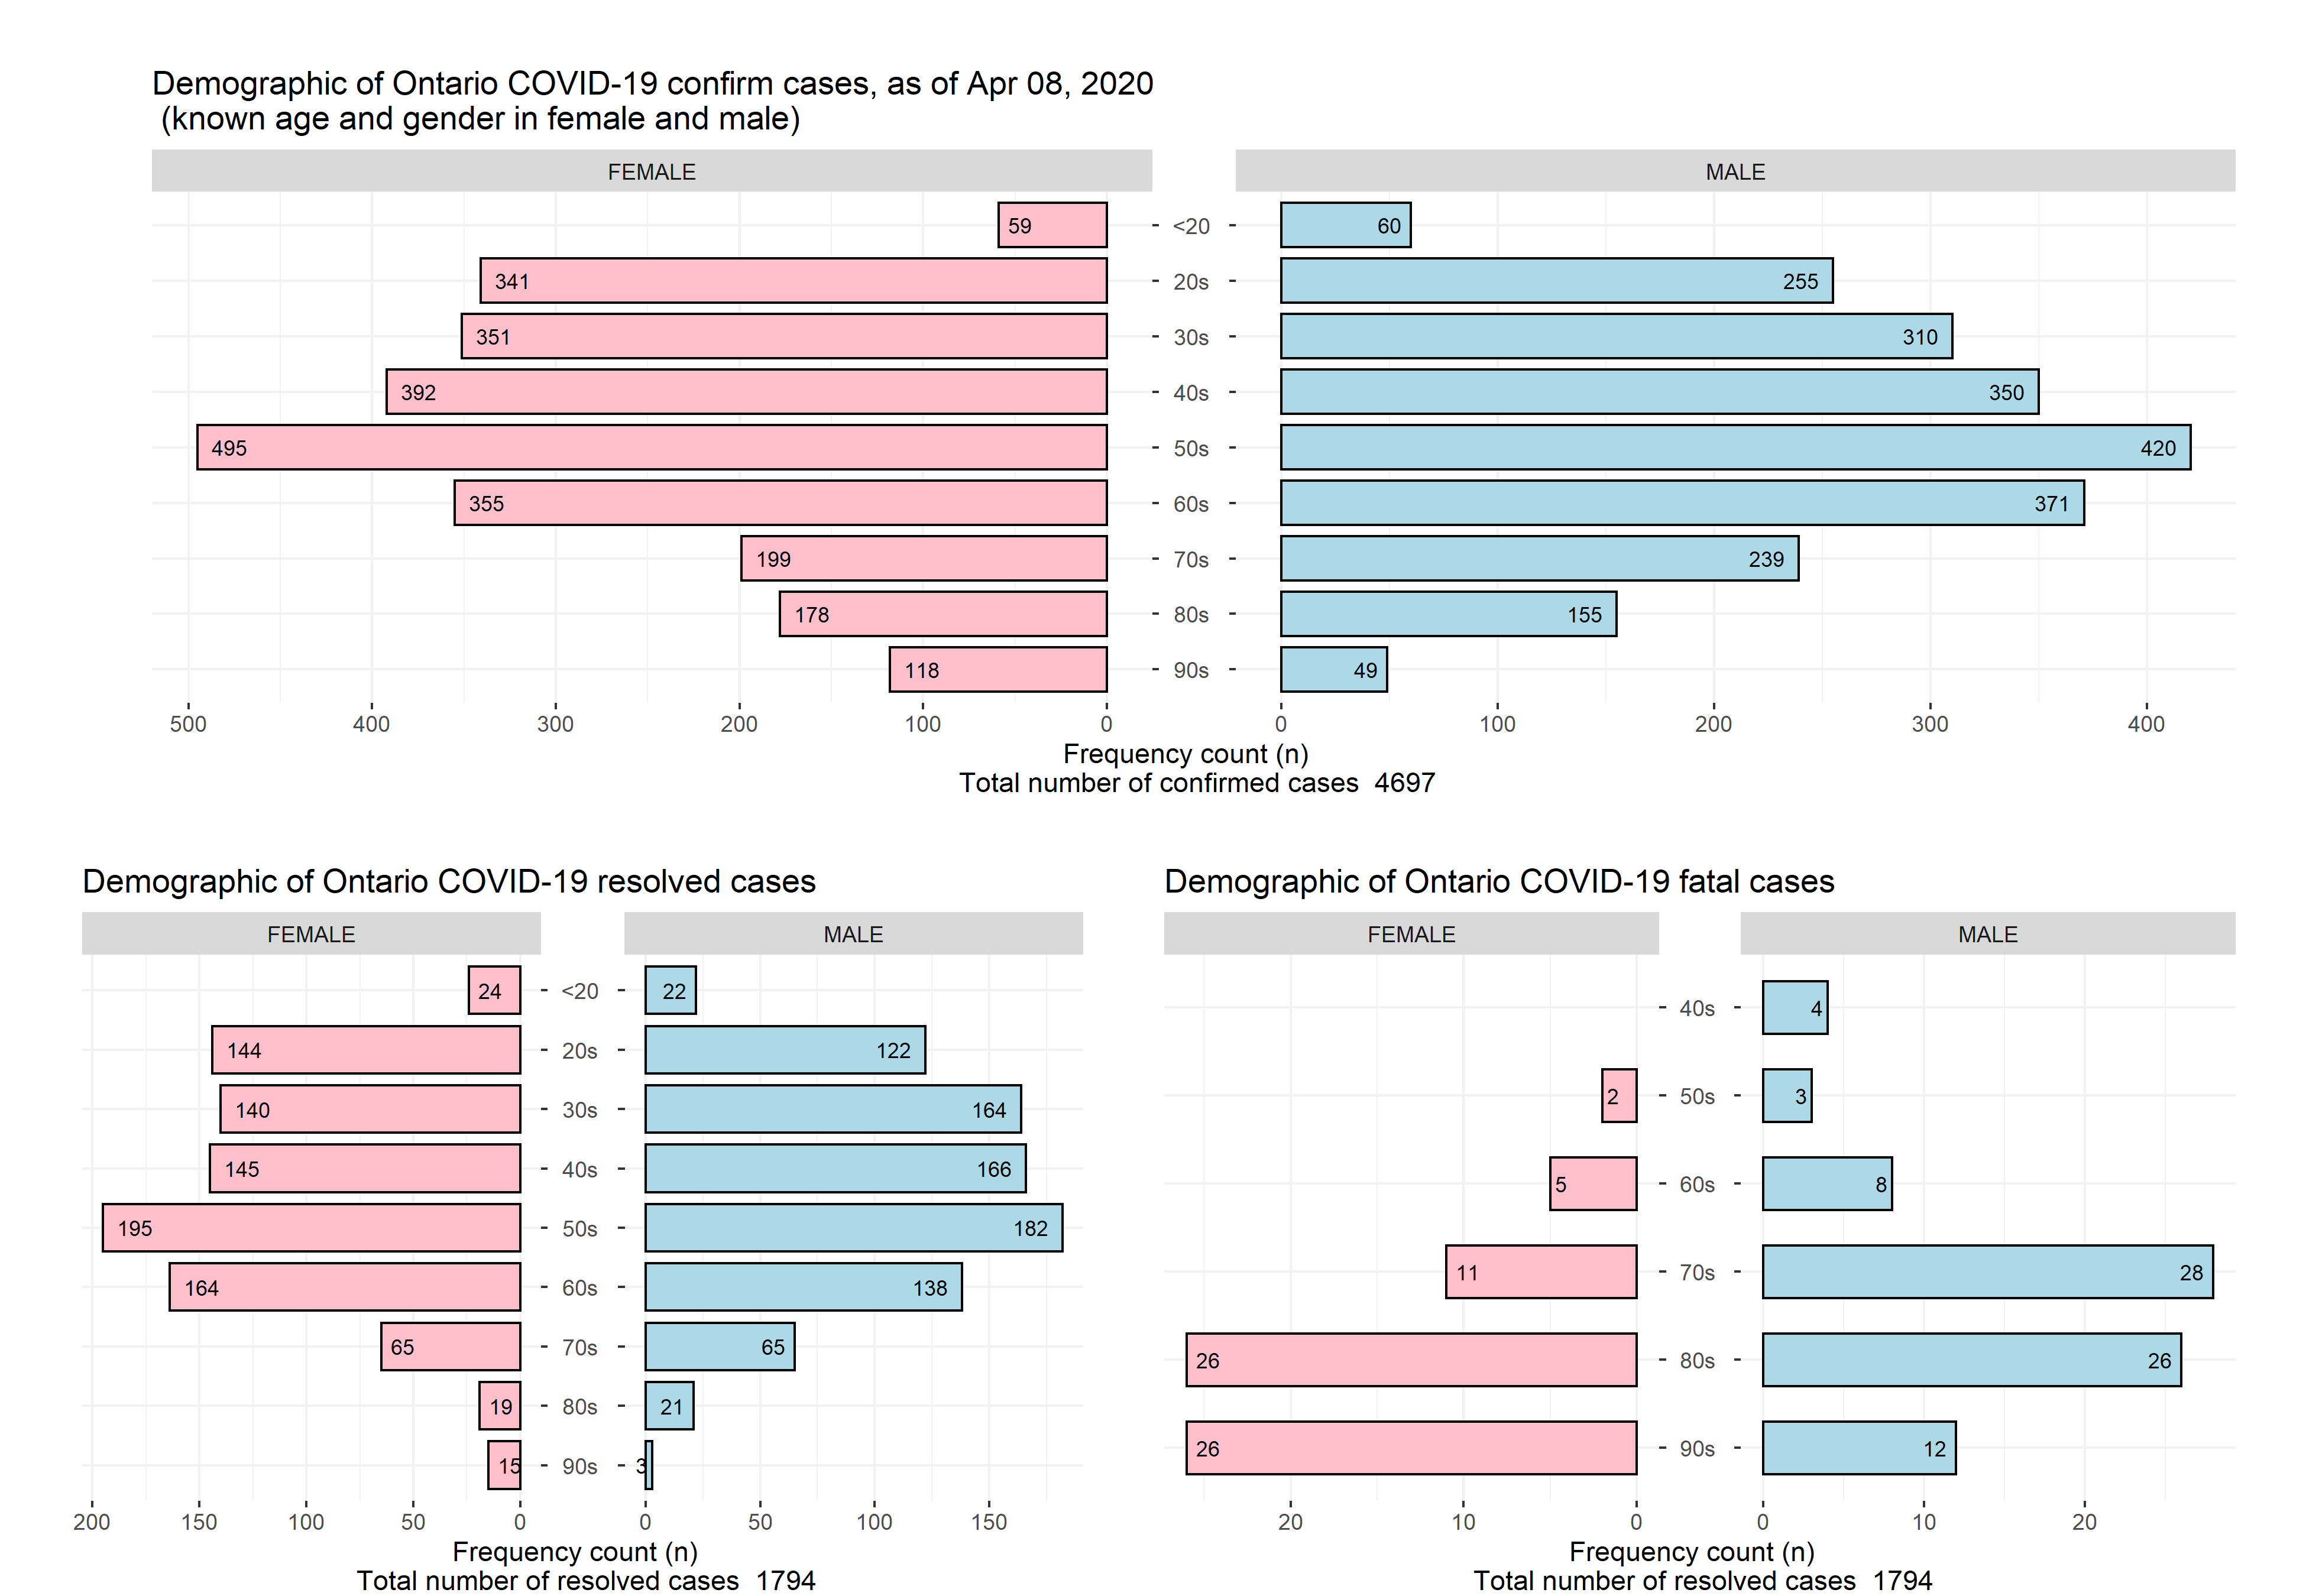 Demographic of Ontario COVID-19 confirm cases, as of Apr 08, 2020
(known age and gender in female and male)
FEMALE MALE
59 <20 60
341 20s 255
351 30s 310
392 40s 350
495 50s 420
355 60s 371
199 70s 239
178 80s 155
118 90s 49
500 400 300 200 100 0 0 100 200 300 400
Frequency count (n)
Total number of confirmed cases 4697
Demographic of Ontario COVID-19 resolved cases
FEMALE MALE
24 <20 22
144 20s 122
140 30s 164
145 40s 166
195 50s 182
164 60s 138
65 70s 65
19 80s 21
15 90s 3
200 150 100 50 0 0 50 100 150
Frequency count (n)
Total number of resolved cases 1794
Demographic of Ontario COVID-19 fatal cases
FEMALE MALE
40s 4
2 50s 3
5 60s 8
11 70s 28
26 80s 26
26 90s 12
20 10 0 0 10 20
Frequency count (n)
Total number of resolved cases 1794